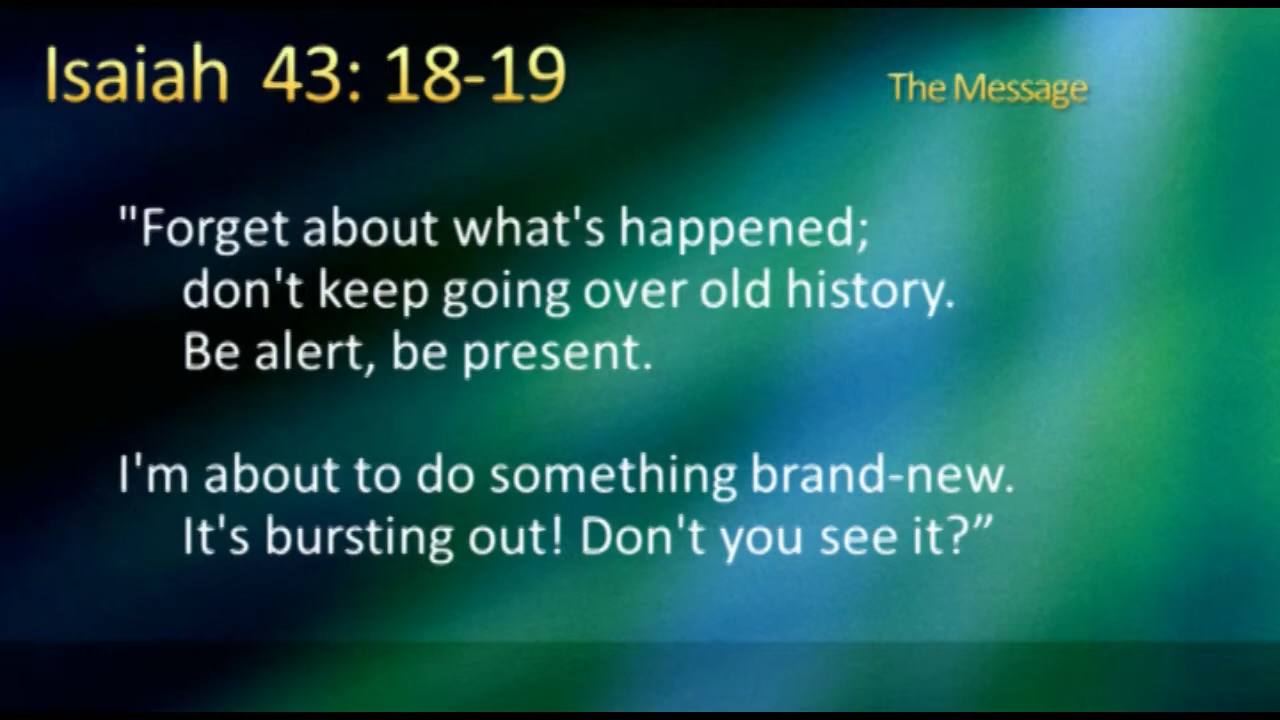 Isaiah 43: 18-19
The Message
"Forget about what's happened;
don't keep going over old history.
Be alert, be present.
I'm about to do something brand-new.
It's bursting out! Don't you see it?”